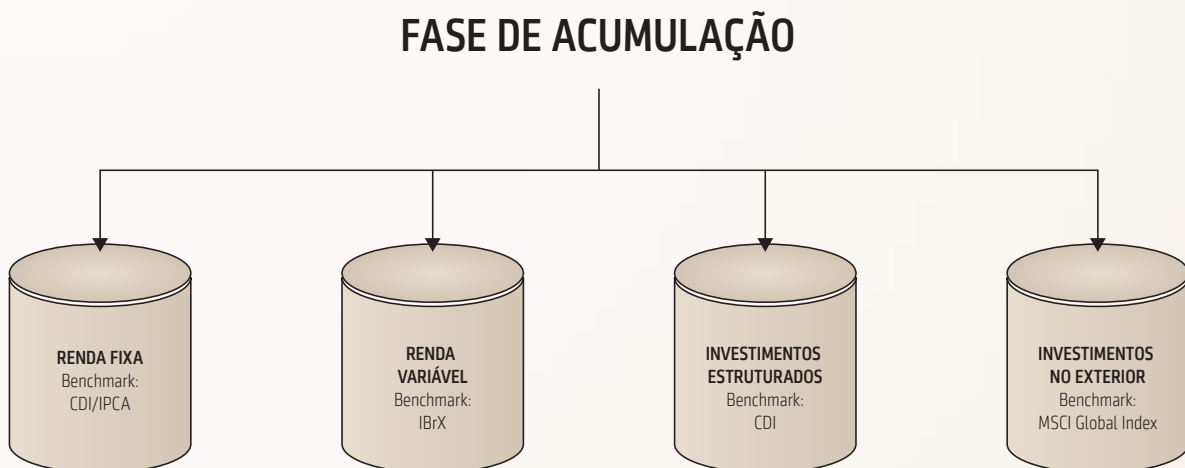 FASE DE ACUMULAÇÃO
RENDA FIXA
Benchmark:
CDI/IPCA
RENDA
VARIÁVEL
Benchmark:
IBrX
INVESTIMENTOS
ESTRUTURADOS
Benchmark:
CDI
INVESTIMENTOS
NO EXTERIOR
Benchmark:
MSCI Global Index